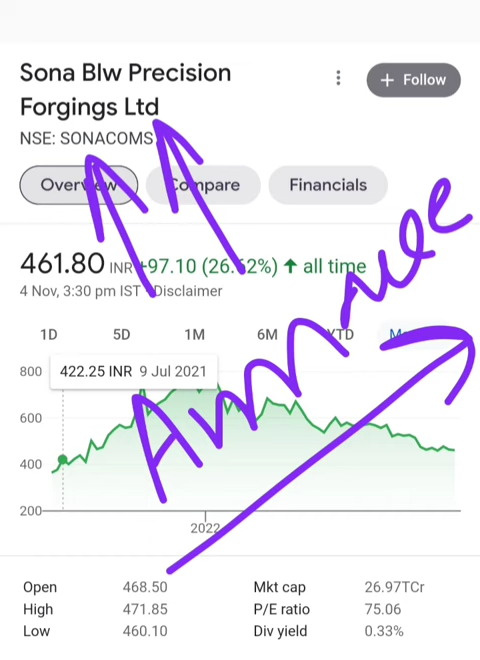 Sona Blw Precision
Forgings Ltd
+ Follow
NSE: SONACOMS
Overview
Compare
Financials
461.80 INR +97.10 (26.62%) ↑ all time
4 Nov, 3:30 pm IST Disclaimer
1D 5D 1M 6M YTD
422.25 INR 9 Jul 2021
800
600
400
200
2022
Open 468.50 Mkt cap 26.97TCr
High 471.85 P/E ratio 75.06
Low 460.10 Div yield 0.33%